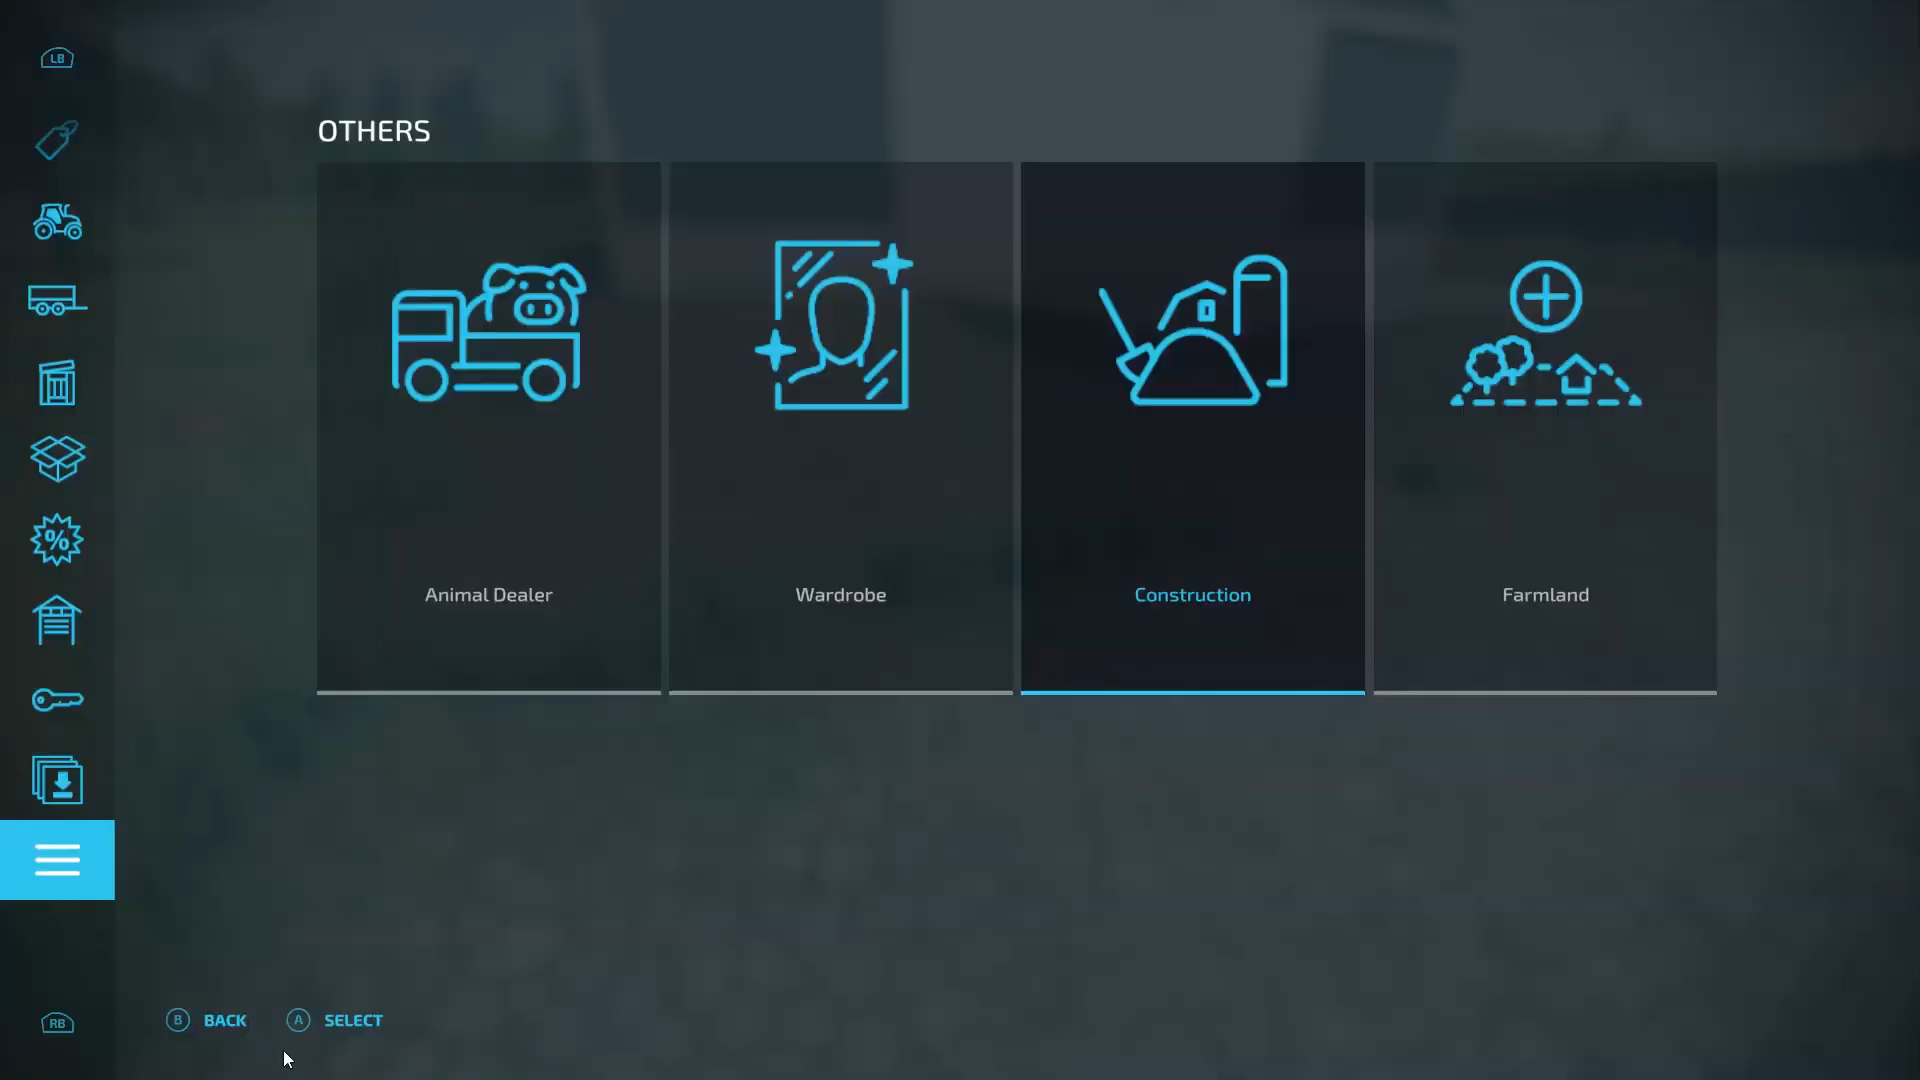 LB
OTHERS
%
Animal Dealer
Wardrobe
Construction
Farmland
RB
B BACK
A SELECT